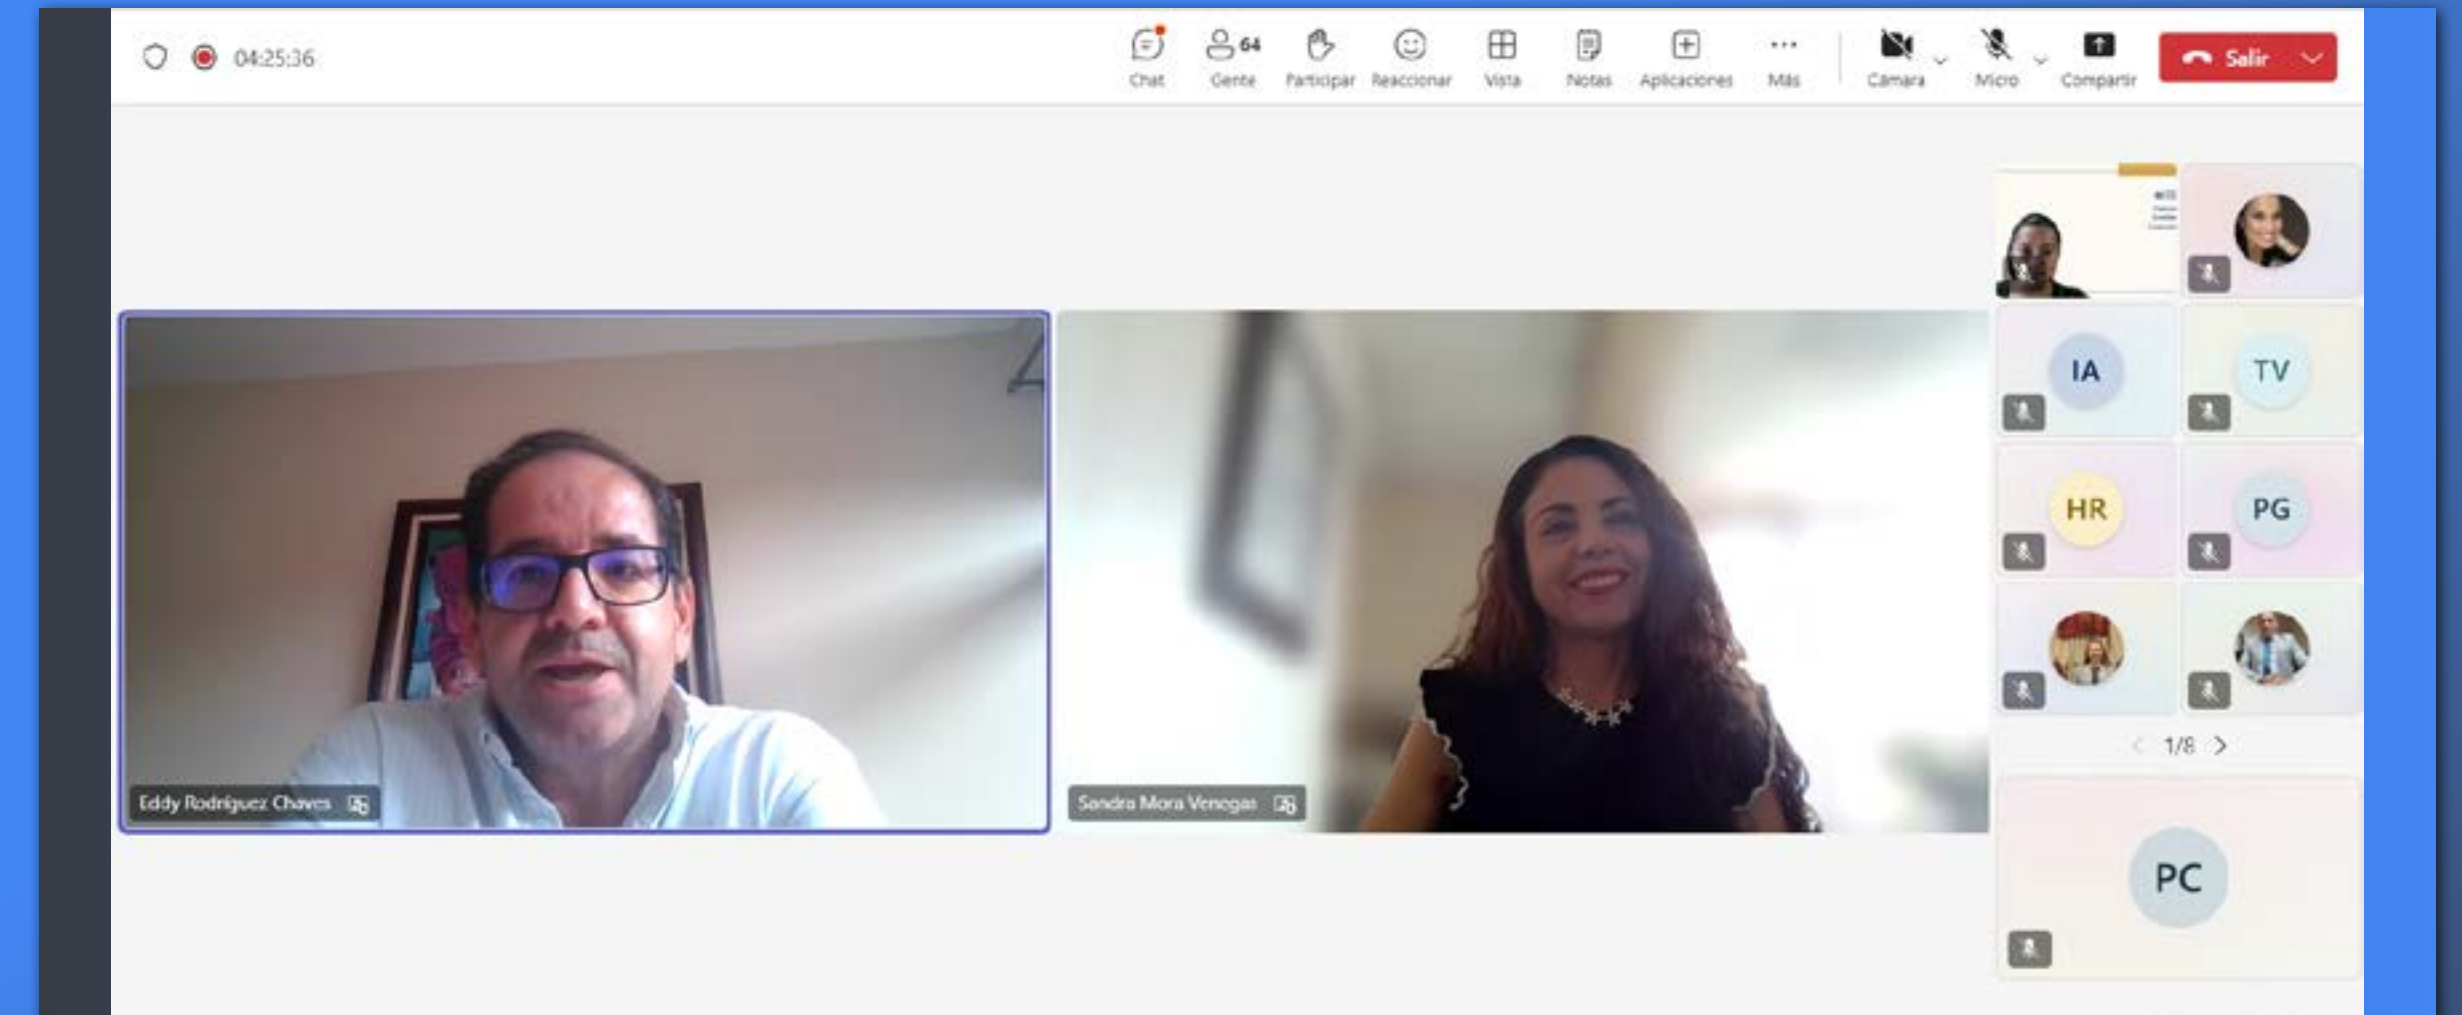 04:25:36
64
Chat
Gente
Participar
Reaccionar
Vista
Notas
Aplicaciones
Más
Cámara
Micro
Compartir
Salir
IA
TV
HR
PG
Eddy Rodríguez Chaves
Sandra Mora Venegas
1/8
PC